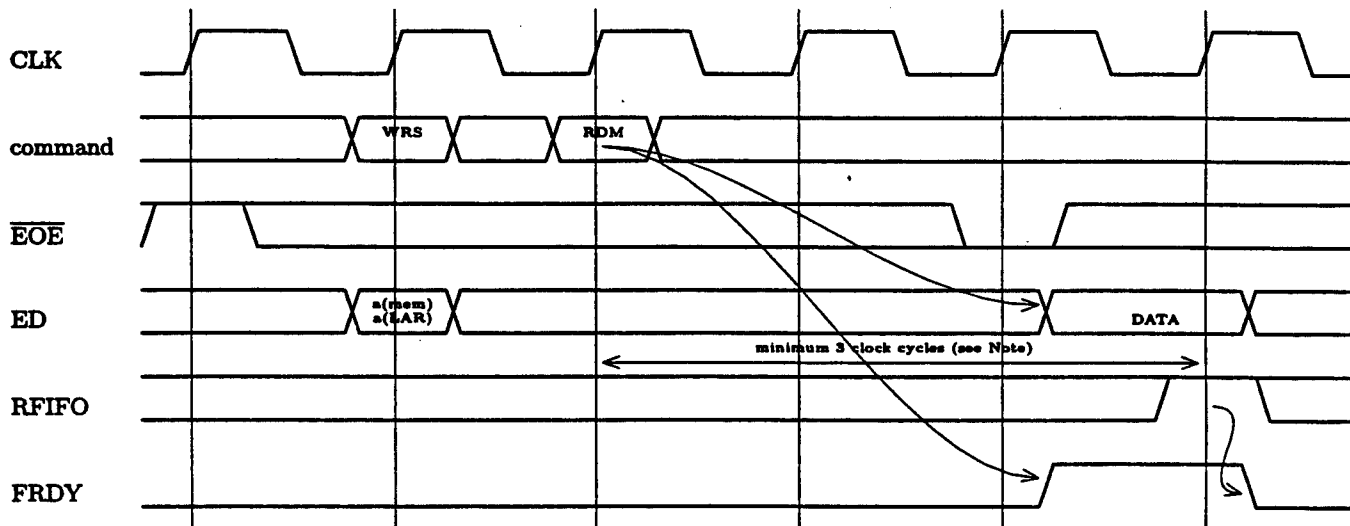 CLK
command
WRS
RDM
EOE
ED
a(mem)
a(LAR)
DATA
minimum 3 clock cycles (see Note)
RFIFO
FRDY